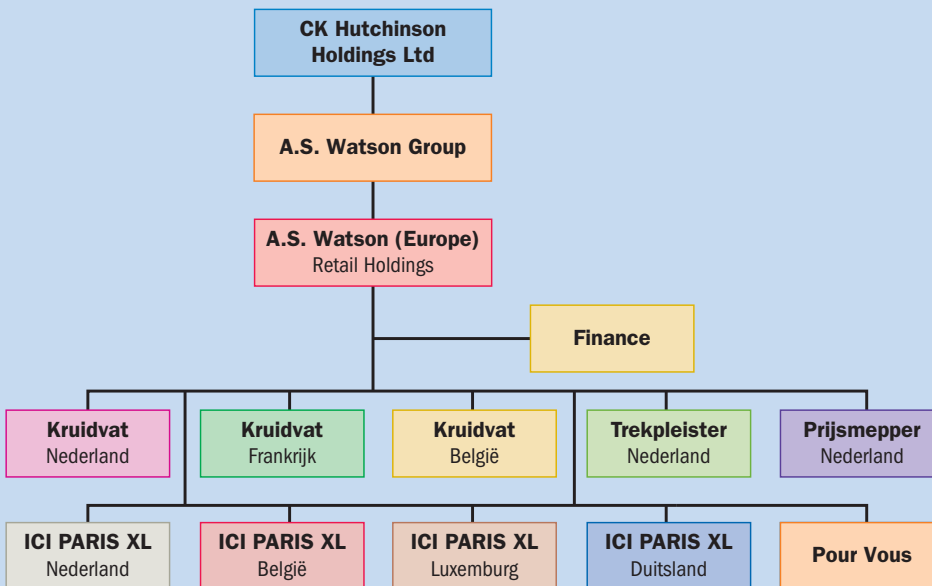 CK Hutchinson
Holdings Ltd
A.S. Watson Group
A.S. Watson (Europe)
Retail Holdings
Finance
Kruidvat
Nederland
Kruidvat
Frankrijk
Kruidvat
België
Trekpleister
Nederland
Prijsmepper
Nederland
ICI PARIS XL
Nederland
ICI PARIS XL
België
ICI PARIS XL
Luxemburg
ICI PARIS XL
Duitsland
Pour Vous